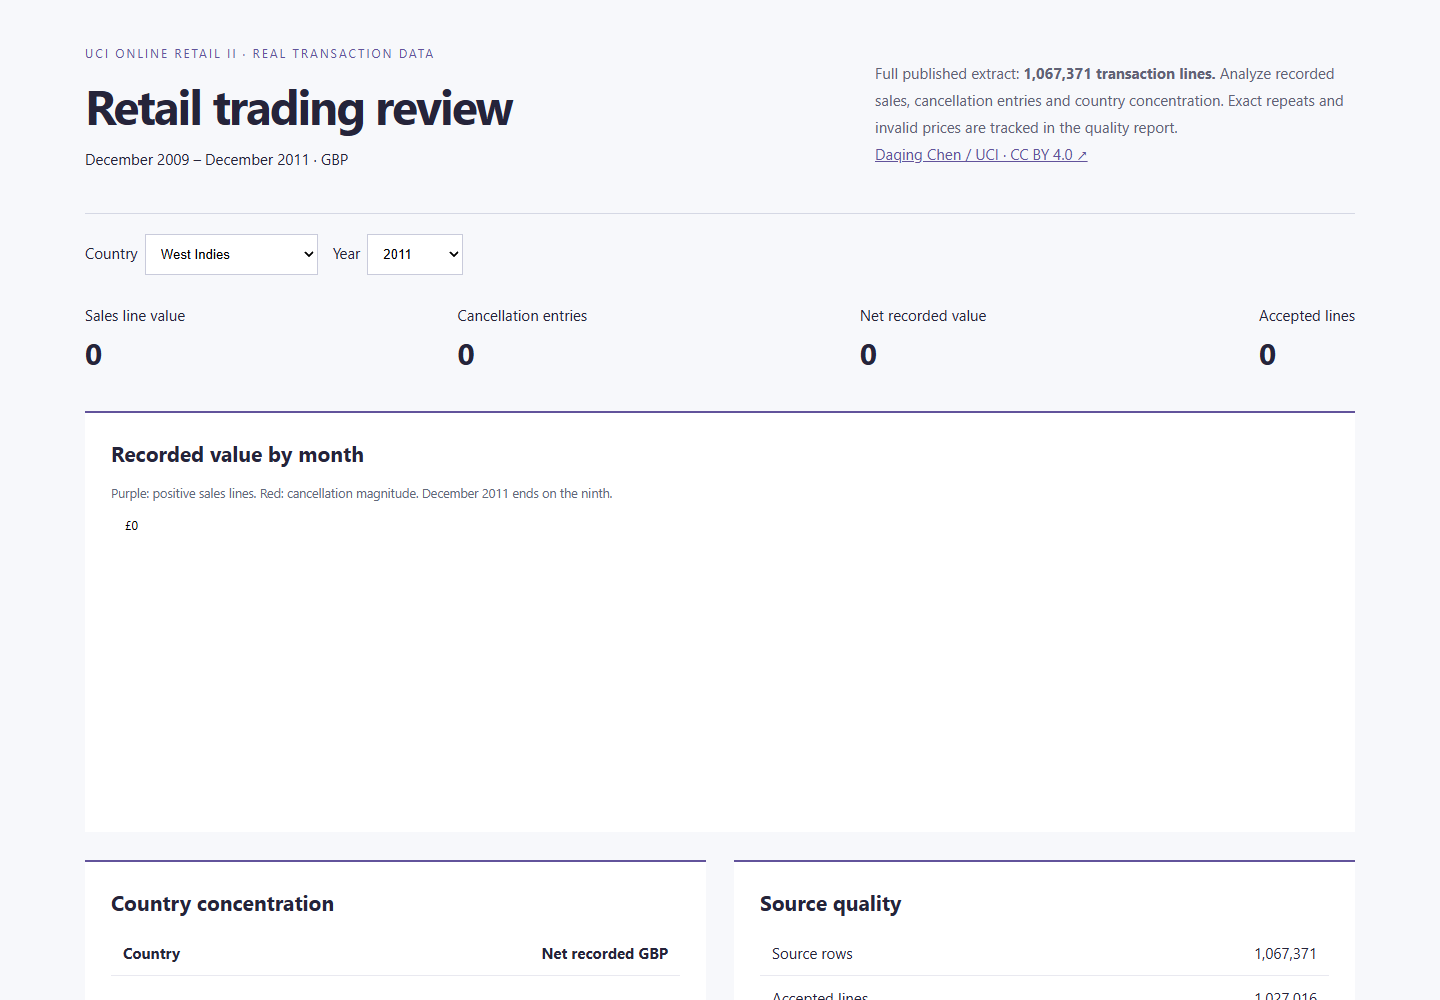 UCI ONLINE RETAIL II · REAL TRANSACTION DATA
Retail trading review
December 2009 – December 2011 · GBP
Full published extract: 1,067,371 transaction lines. Analyze recorded
sales, cancellation entries and country concentration. Exact repeats and
invalid prices are tracked in the quality report.
Daqing Chen / UCI · CC BY 4.0 ↗
Country West Indies Year 2011
Sales line value Cancellation entries Net recorded value Accepted lines
0 0 0 0
Recorded value by month
Purple: positive sales lines. Red: cancellation magnitude. December 2011 ends on the ninth.
£0
Country concentration
Country Net recorded GBP
Source quality
Source rows 1,067,371
Accepted lines 1,027,016